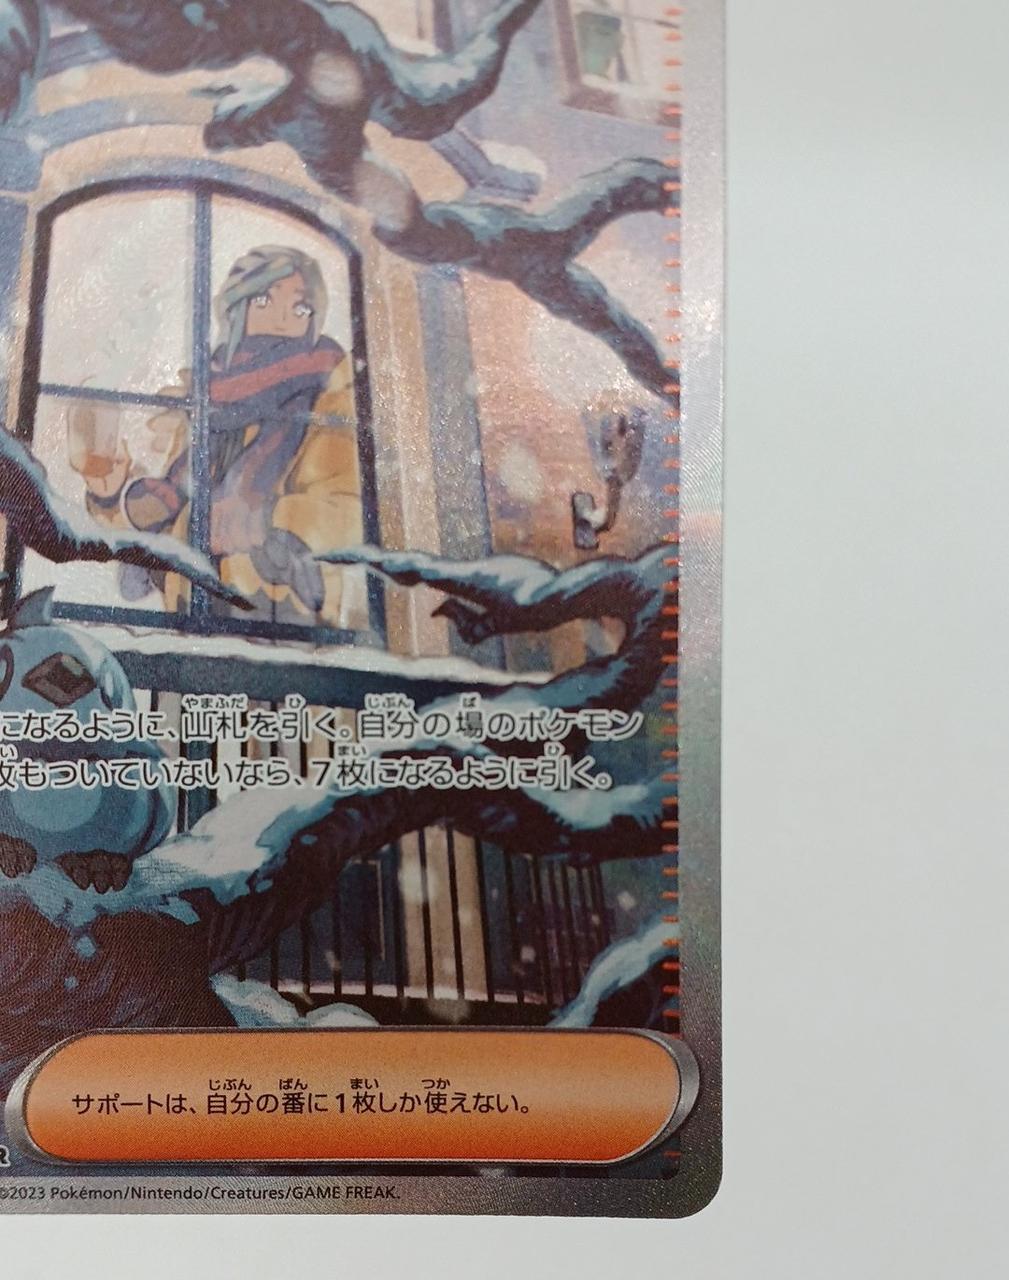 になるように、山札を引く。自分の場のポケモン
枚もついていないなら、7枚になるように引く。
サポートは、自分の番に1枚しか使えない。
R
©2023 Pokémon/Nintendo/Creatures/GAME FREAK.